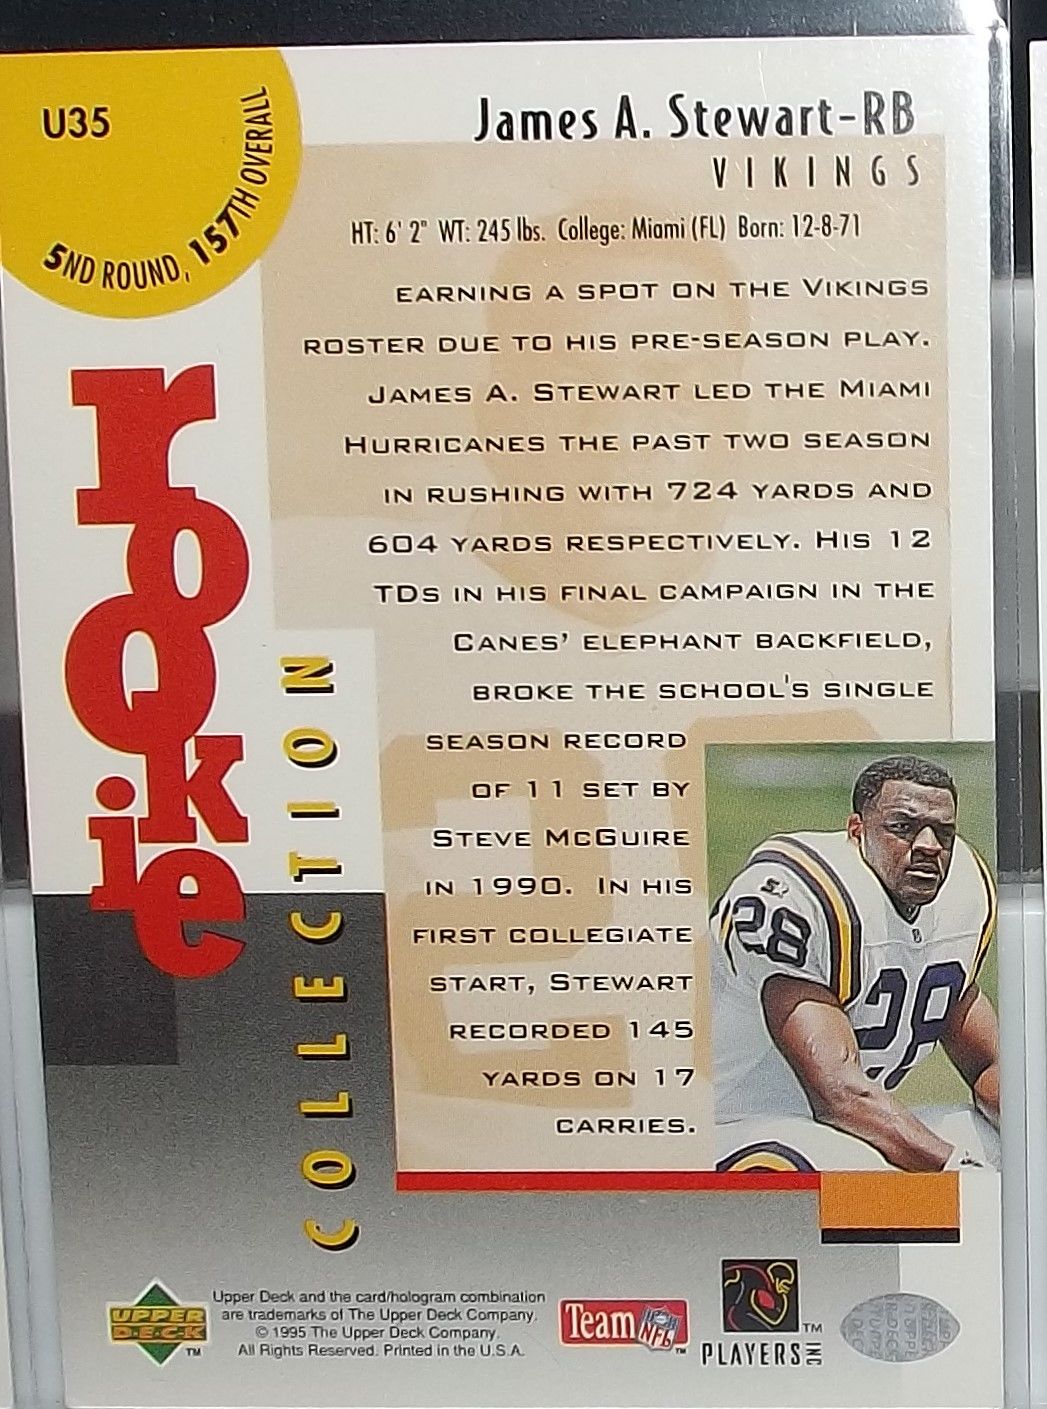 U35
5ND ROUND, 157TH OVERALL
James A. Stewart-RB
VIKINGS
HT: 6' 2" WT: 245 lbs. College: Miami (FL) Born: 12-8-71
EARNING A SPOT ON THE VIKINGS
ROSTER DUE TO HIS PRE-SEASON PLAY.
JAMES A. STEWART LED THE MIAMI
HURRICANES THE PAST TWO SEASON
IN RUSHING WITH 724 YARDS AND
604 YARDS RESPECTIVELY. HIS 12
TDS IN HIS FINAL CAMPAIGN IN THE
CANES' ELEPHANT BACKFIELD,
BROKE THE SCHOOL'S SINGLE
SEASON RECORD
OF 11 SET BY
STEVE MCGUIRE
IN 1990. IN HIS
FIRST COLLEGIATE
START, STEWART
RECORDED 145
YARDS ON 17
CARRIES.
rookie
COLLECTION
28
28
UPPER
DECK
TM
Upper Deck and the card/hologram combination
are trademarks of The Upper Deck Company.
© 1995 The Upper Deck Company.
All Rights Reserved. Printed in the U.S.A.
Team NFL
TM
PLAYERS INC
TM